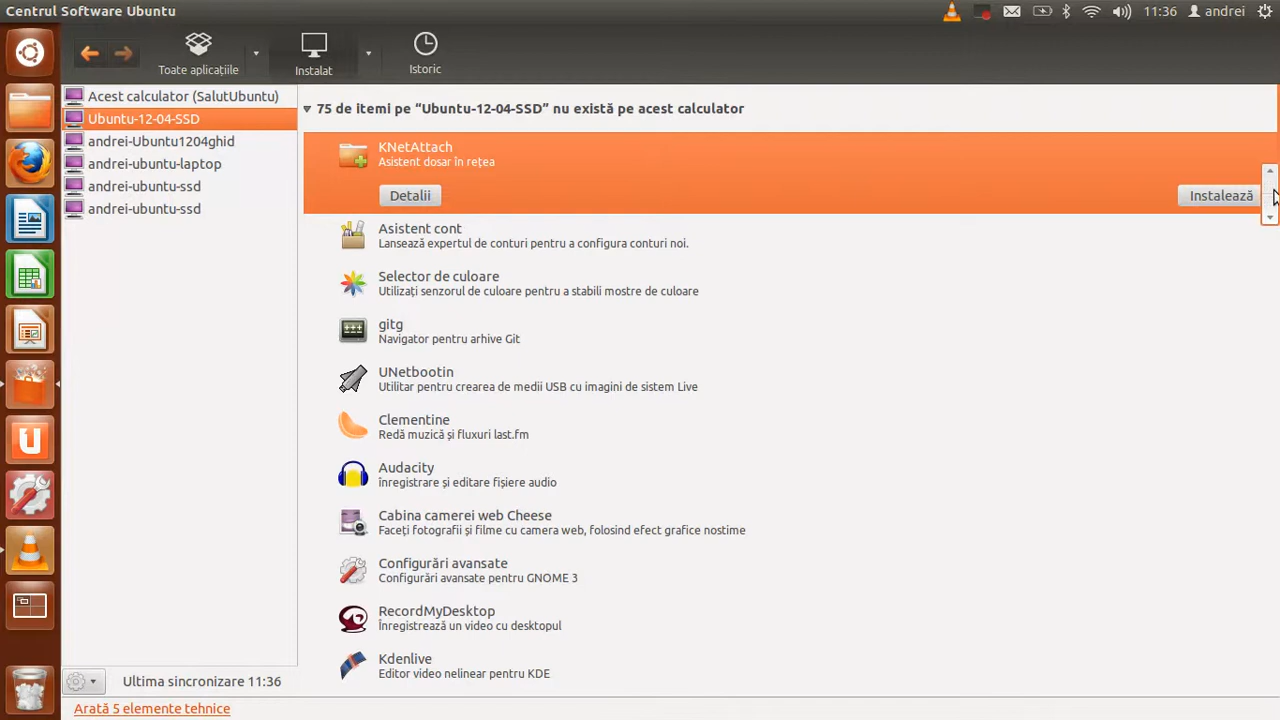 Centrul Software Ubuntu
11:36 andrei
Toate aplicațiile
Instalat
Istoric
Acest calculator (SalutUbuntu)
Ubuntu-12-04-SSD
andrei-Ubuntu1204ghid
andrei-ubuntu-laptop
andrei-ubuntu-ssd
andrei-ubuntu-ssd
75 de itemi pe “Ubuntu-12-04-SSD” nu există pe acest calculator
KNetAttach
Asistent dosar în rețea
Detalii
Instalează
Asistent cont
Lansează expertul de conturi pentru a configura conturi noi.
Selector de culoare
Utilizați senzorul de culoare pentru a stabili mostre de culoare
gitg
Navigator pentru arhive Git
UNetbootin
Utilitar pentru crearea de medii USB cu imagini de sistem Live
Clementine
Redă muzică și fluxuri last.fm
Audacity
înregistrare și editare fișiere audio
Cabina camerei web Cheese
Faceți fotografii și filme cu camera web, folosind efect grafice nostime
Configurări avansate
Configurări avansate pentru GNOME 3
RecordMyDesktop
Înregistrează un video cu desktopul
Kdenlive
Editor video nelinear pentru KDE
Ultima sincronizare 11:36
Arată 5 elemente tehnice